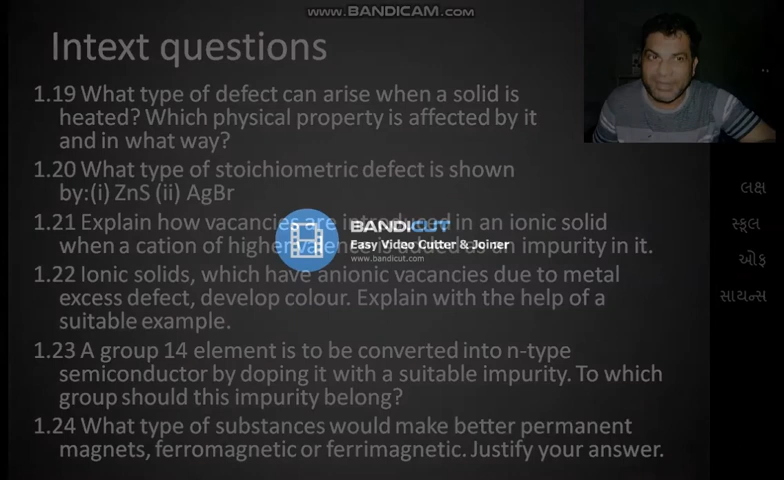 www.BANDICAM.com
Intext questions
1.19 What type of defect can arise when a solid is
heated? Which physical property is affected by it
and in what way?
1.20 What type of stoichiometric defect is shown
by:(i) ZnS (ii) AgBr
1.21 Explain how vacancies are introduced in an ionic solid
when a cation of higher valence is added as an impurity in it.
BANDICUT
Easy Video Cutter & Joiner
www.bandicut.com
1.22 Ionic solids, which have anionic vacancies due to metal
excess defect, develop colour. Explain with the help of a
suitable example.
1.23 A group 14 element is to be converted into n-type
semiconductor by doping it with a suitable impurity. To which
group should this impurity belong?
1.24 What type of substances would make better permanent
magnets, ferromagnetic or ferrimagnetic. Justify your answer.
લક્ષ
સ્કૂલ
ઓફ
સાયન્સ